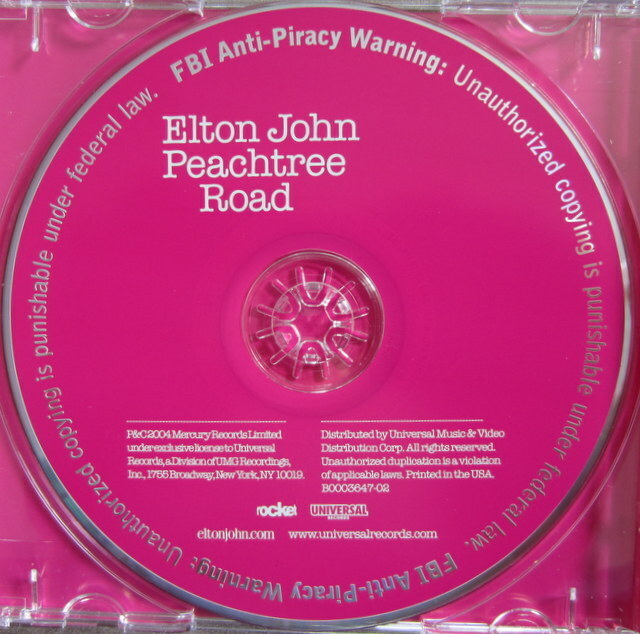 FBI Anti-Piracy Warning: Unauthorized copying is punishable under federal law.
FBI Anti-Piracy Warning: Unauthorized copying is punishable under federal law.
Elton John
Peachtree
Road
P&C 2004 Mercury Records Limited
under exclusive license to Universal
Records, a Division of UMG Recordings,
Inc., 1755 Broadway, New York, NY 10019.
Distributed by Universal Music & Video
Distribution Corp. All rights reserved.
Unauthorized duplication is a violation
of applicable laws. Printed in the USA.
B0003647-02
rocket
UNIVERSAL
RECORDS
eltonjohn.com www.universalrecords.com